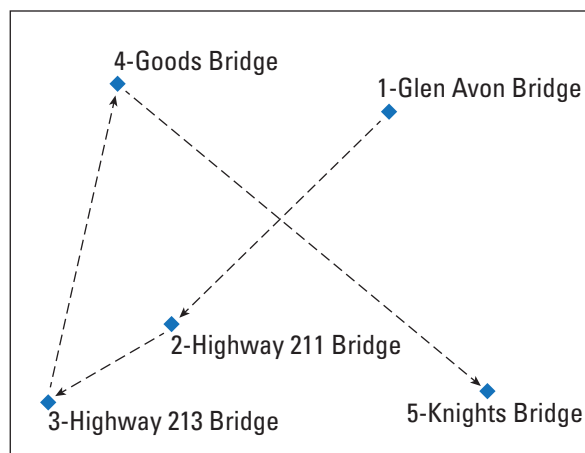 4-Goods Bridge
1-Glen Avon Bridge
2-Highway 211 Bridge
3-Highway 213 Bridge
5-Knights Bridge